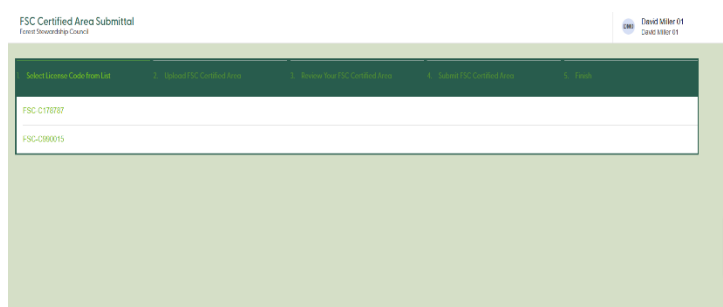 FSC Certified Area Submittal
Forest Stewardship Council
DM0
David Miller 01
David Miller 01
1. Select License Code from List
2. Upload FSC Certified Area
3. Review Your FSC Certified Area
4. Submit FSC Certified Area
5. Finish
FSC-C178787
FSC-C990015